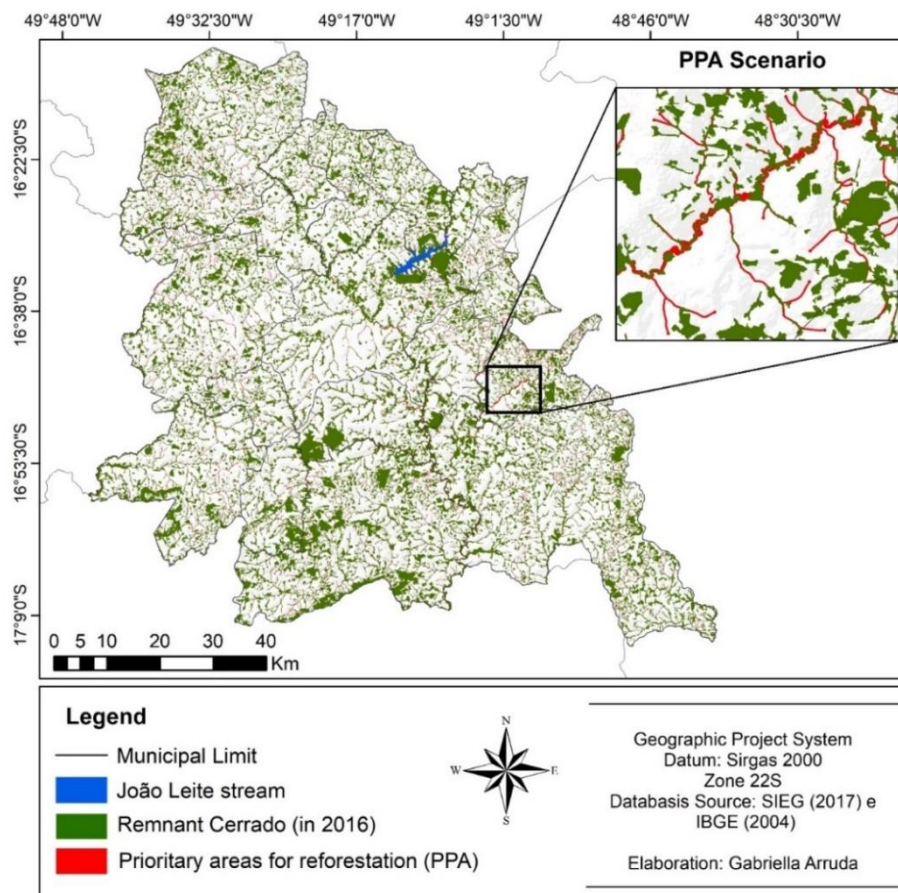 49°48'0"W 49°32'30"W 49°17'0"W 49°1'30"W 48°46'0"W 48°30'30"W
PPA Scenario
16°22'30"S
16°38'0"S
16°53'30"S
17°9'0"S
0 5 10 20 30 40
Km
Legend
Municipal Limit
João Leite stream
Remnant Cerrado (in 2016)
Prioritary areas for reforestation (PPA)
N
W E
S
Geographic Project System
Datum: Sirgas 2000
Zone 22S
Databasis Source: SIEG (2017) e
IBGE (2004)
Elaboration: Gabriella Arruda